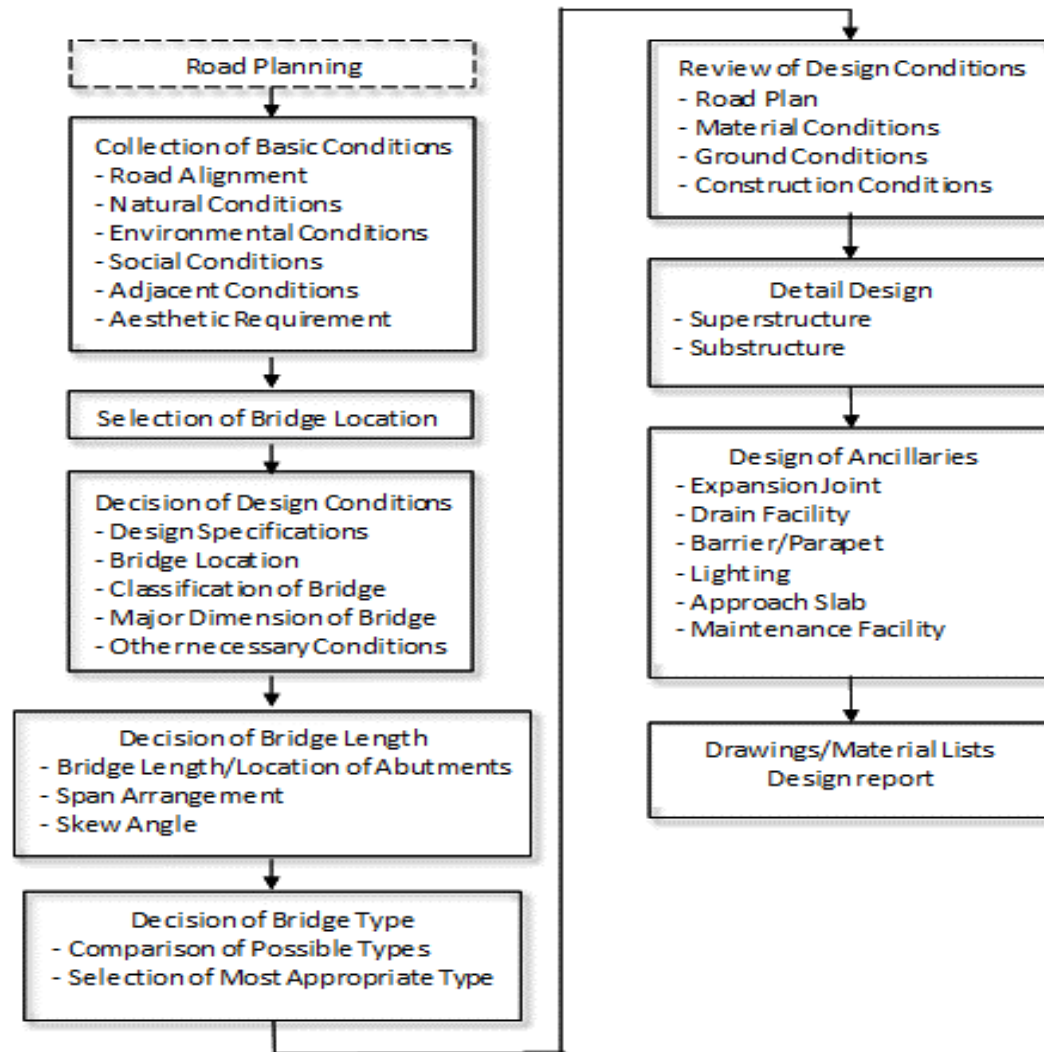 Road Planning
Collection of Basic Conditions
- Road Alignment
- Natural Conditions
- Environmental Conditions
- Social Conditions
- Adjacent Conditions
- Aesthetic Requirement
Selection of Bridge Location
Decision of Design Conditions
- Design Specifications
- Bridge Location
- Classification of Bridge
- Major Dimension of Bridge
- Other necessary Conditions
Decision of Bridge Length
- Bridge Length/Location of Abutments
- Span Arrangement
- Skew Angle
Decision of Bridge Type
- Comparison of Possible Types
- Selection of Most Appropriate Type
Review of Design Conditions
- Road Plan
- Material Conditions
- Ground Conditions
- Construction Conditions
Detail Design
- Superstructure
- Substructure
Design of Ancillaries
- Expansion Joint
- Drain Facility
- Barrier/Parapet
- Lighting
- Approach Slab
- Maintenance Facility
Drawings/Material Lists
Design report